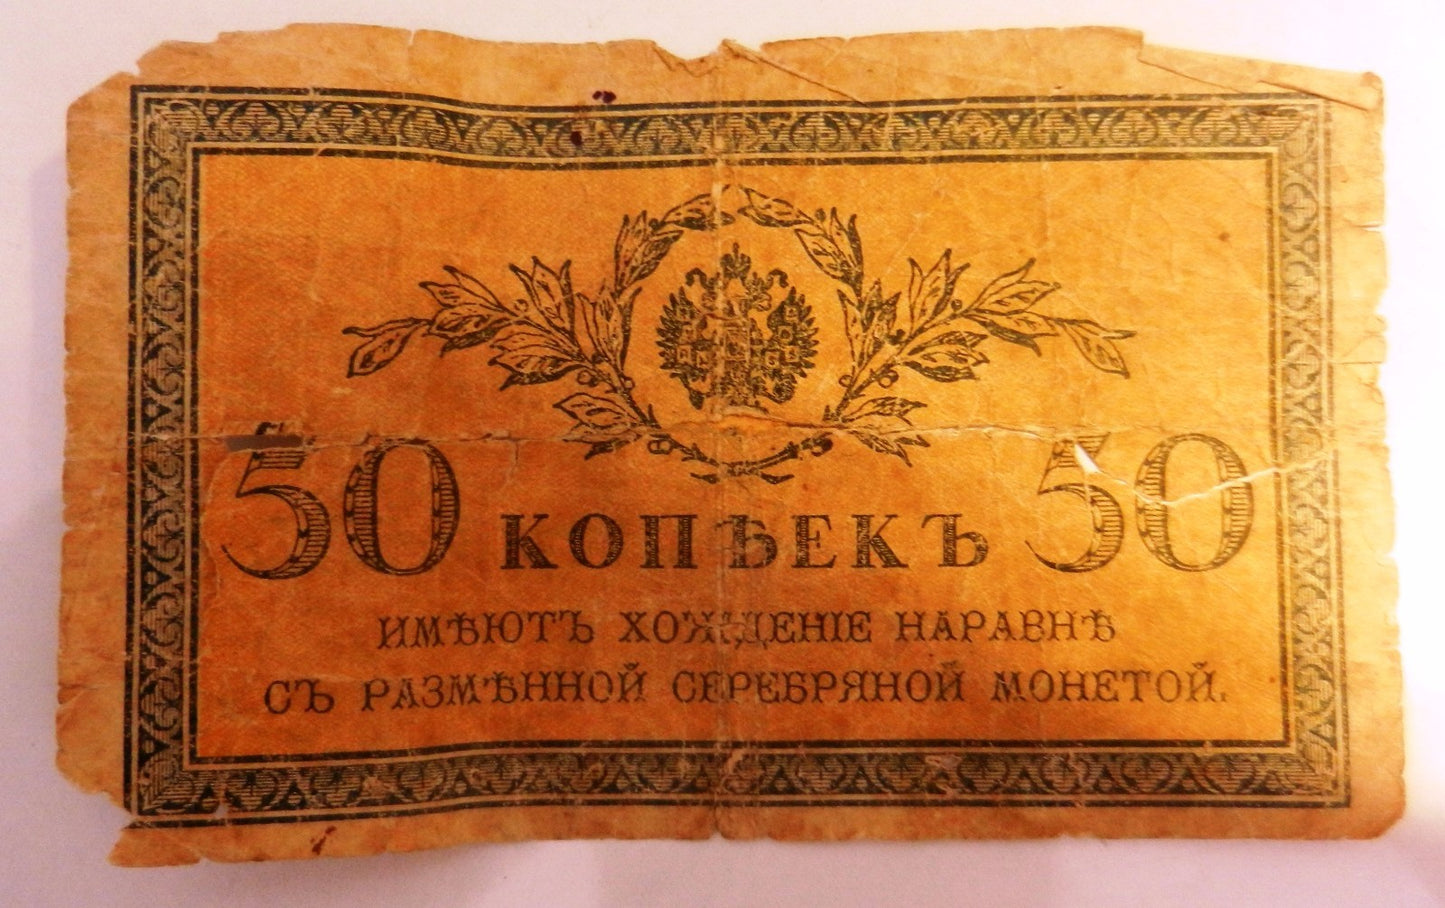 50 КОПѢЕКЪ 50
ИМѢЮТЪ ХОЖДЕНІЕ НАРАВНѢ
СЪ РАЗМѢННОЙ СЕРЕБРЯНОЙ МОНЕТОЙ.